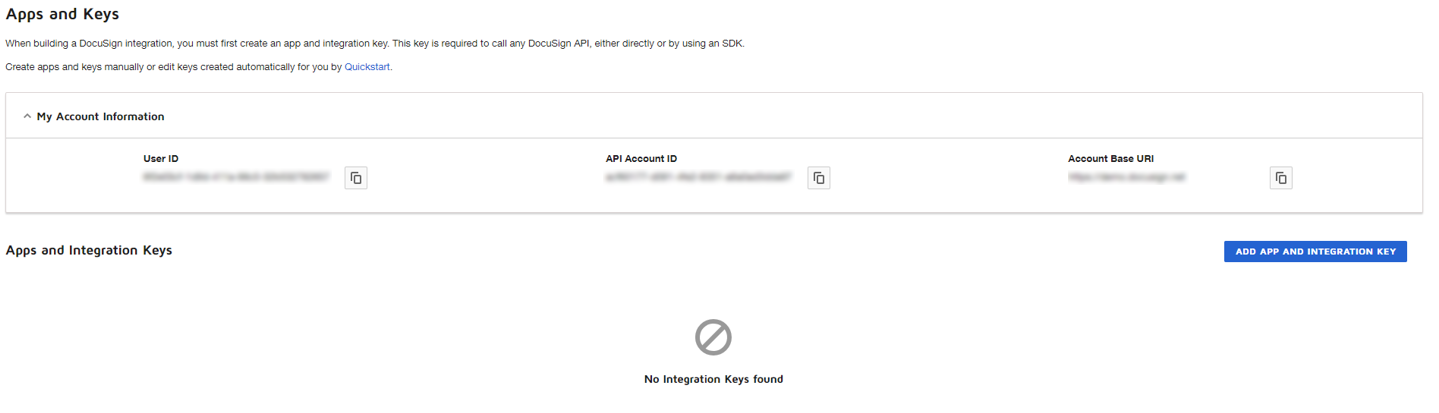 Apps and Keys
When building a DocuSign integration, you must first create an app and integration key. This key is required to call any DocuSign API, either directly or by using an SDK.
Create apps and keys manually or edit keys created automatically for you by Quickstart.
My Account Information
User ID
API Account ID
Account Base URI
Apps and Integration Keys
ADD APP AND INTEGRATION KEY
No Integration Keys found